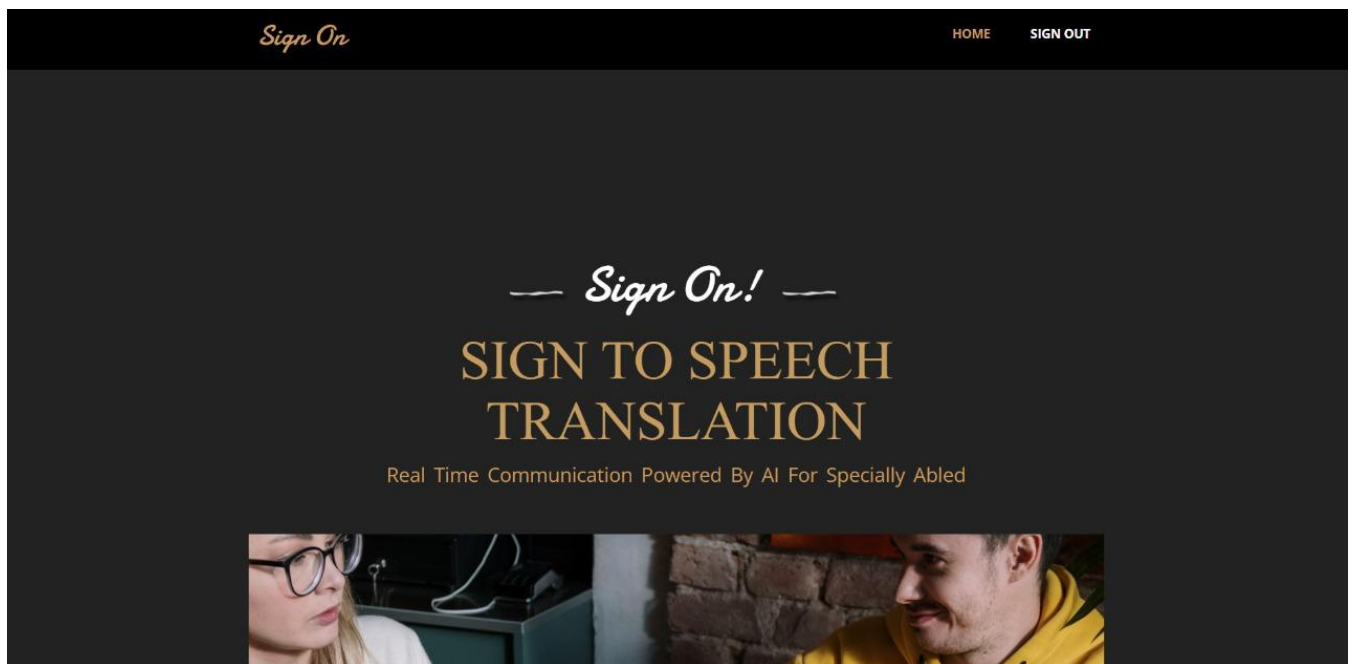 Sign On
HOME SIGN OUT
Sign On!
SIGN TO SPEECH
TRANSLATION
Real Time Communication Powered By AI For Specially Abled